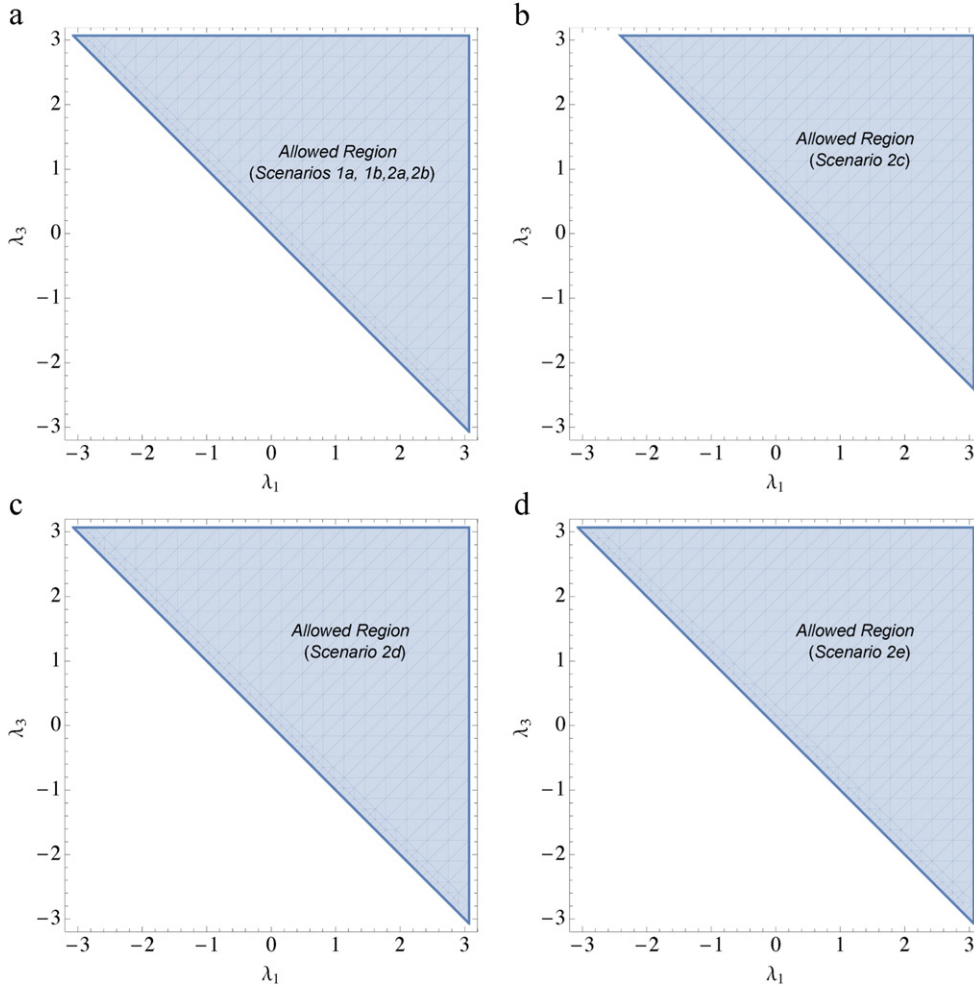 a
3
2
1
0
−1
−2
−3
λ3
Allowed Region
(Scenarios 1a, 1b,2a,2b)
−3 −2 −1 0 1 2 3
λ1
b
3
2
1
0
−1
−2
−3
λ3
Allowed Region
(Scenario 2c)
−3 −2 −1 0 1 2 3
λ1
c
3
2
1
0
−1
−2
−3
λ3
Allowed Region
(Scenario 2d)
−3 −2 −1 0 1 2 3
λ1
d
3
2
1
0
−1
−2
−3
λ3
Allowed Region
(Scenario 2e)
−3 −2 −1 0 1 2 3
λ1